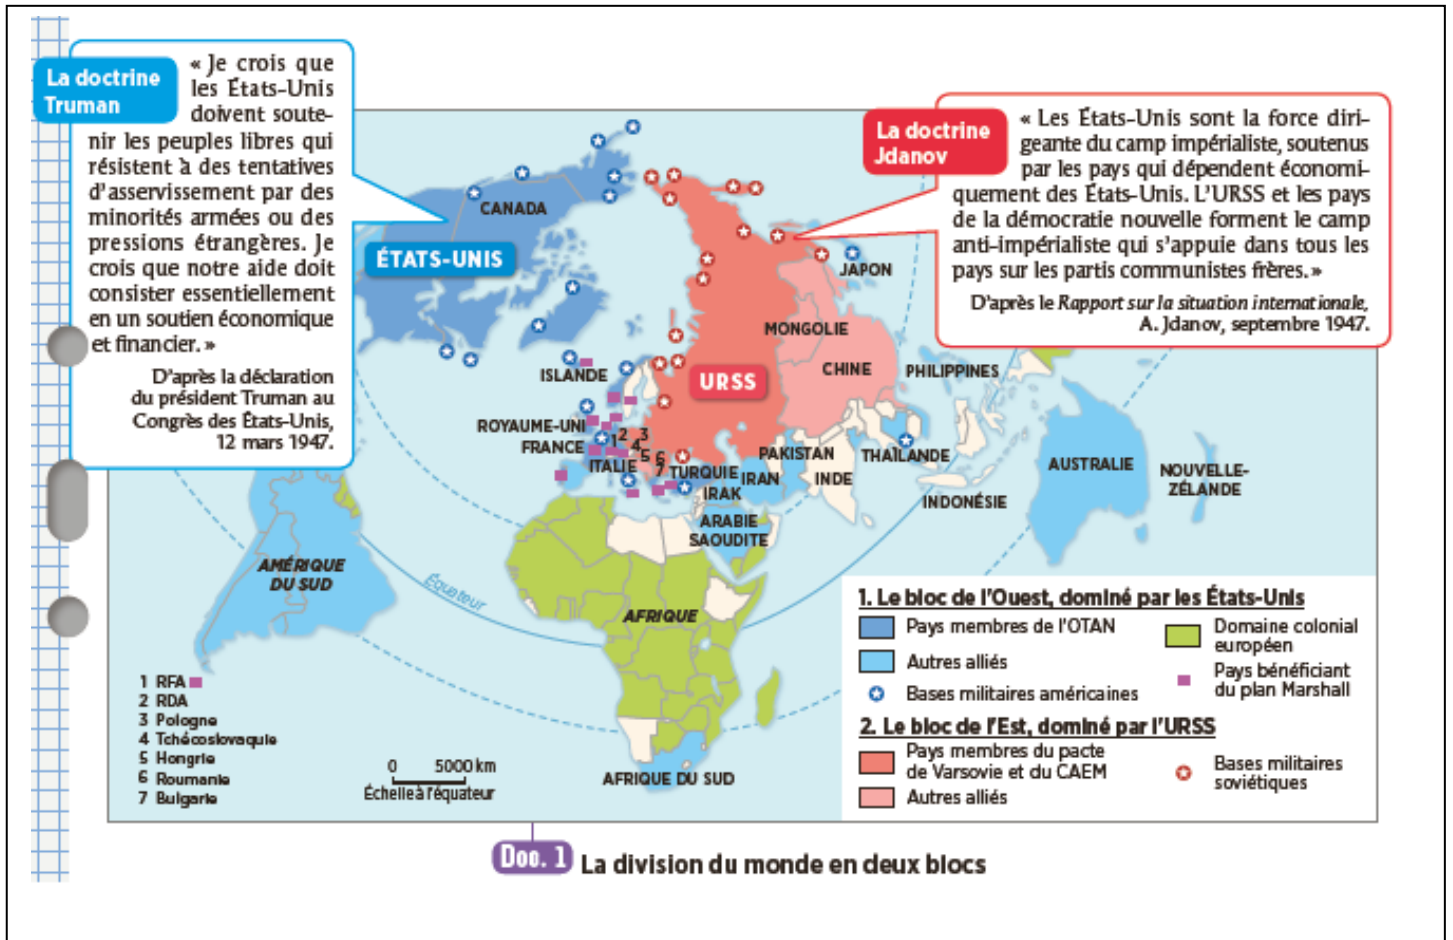 La doctrine
Truman
« Je crois que
les États-Unis
doivent soute-
nir les peuples libres qui
résistent à des tentatives
d'asservissement par des
minorités armées ou des
pressions étrangères. Je
crois que notre aide doit
consister essentiellement
en un soutien économique
et financier. »
D'après la déclaration
du président Truman au
Congrès des États-Unis,
12 mars 1947.
La doctrine
Jdanov
« Les États-Unis sont la force diri-
geante du camp impérialiste, soutenus
par les pays qui dépendent économi-
quement des États-Unis. L'URSS et les pays
de la démocratie nouvelle forment le camp
anti-impérialiste qui s'appuie dans tous les
pays sur les partis communistes frères. »
D'après le Rapport sur la situation internationale,
A. Jdanov, septembre 1947.
CANADA
ÉTATS-UNIS
JAPON
MONGOLIE
CHINE
PHILIPPINES
ISLANDE
URSS
ROYAUME-UNI
FRANCE
1
2
3
4
5
6
7
ITALIE
TURQUIE
IRAK
IRAN
PAKISTAN
INDE
THAÏLANDE
INDONÉSIE
AUSTRALIE
NOUVELLE-
ZÉLANDE
ARABIE
SAOUDITE
AMÉRIQUE
DU SUD
Équateur
AFRIQUE
AFRIQUE DU SUD
1 RFA
2 RDA
3 Pologne
4 Tchécoslovaquie
5 Hongrie
6 Roumanie
7 Bulgarie
0 5000 km
Échelle à l'équateur
1. Le bloc de l'Ouest, dominé par les États-Unis
Pays membres de l'OTAN
Autres alliés
Bases militaires américaines
Domaine colonial
européen
Pays bénéficiant
du plan Marshall
2. Le bloc de l'Est, dominé par l'URSS
Pays membres du pacte
de Varsovie et du CAEM
Autres alliés
Bases militaires
soviétiques
Doc. 1 La division du monde en deux blocs